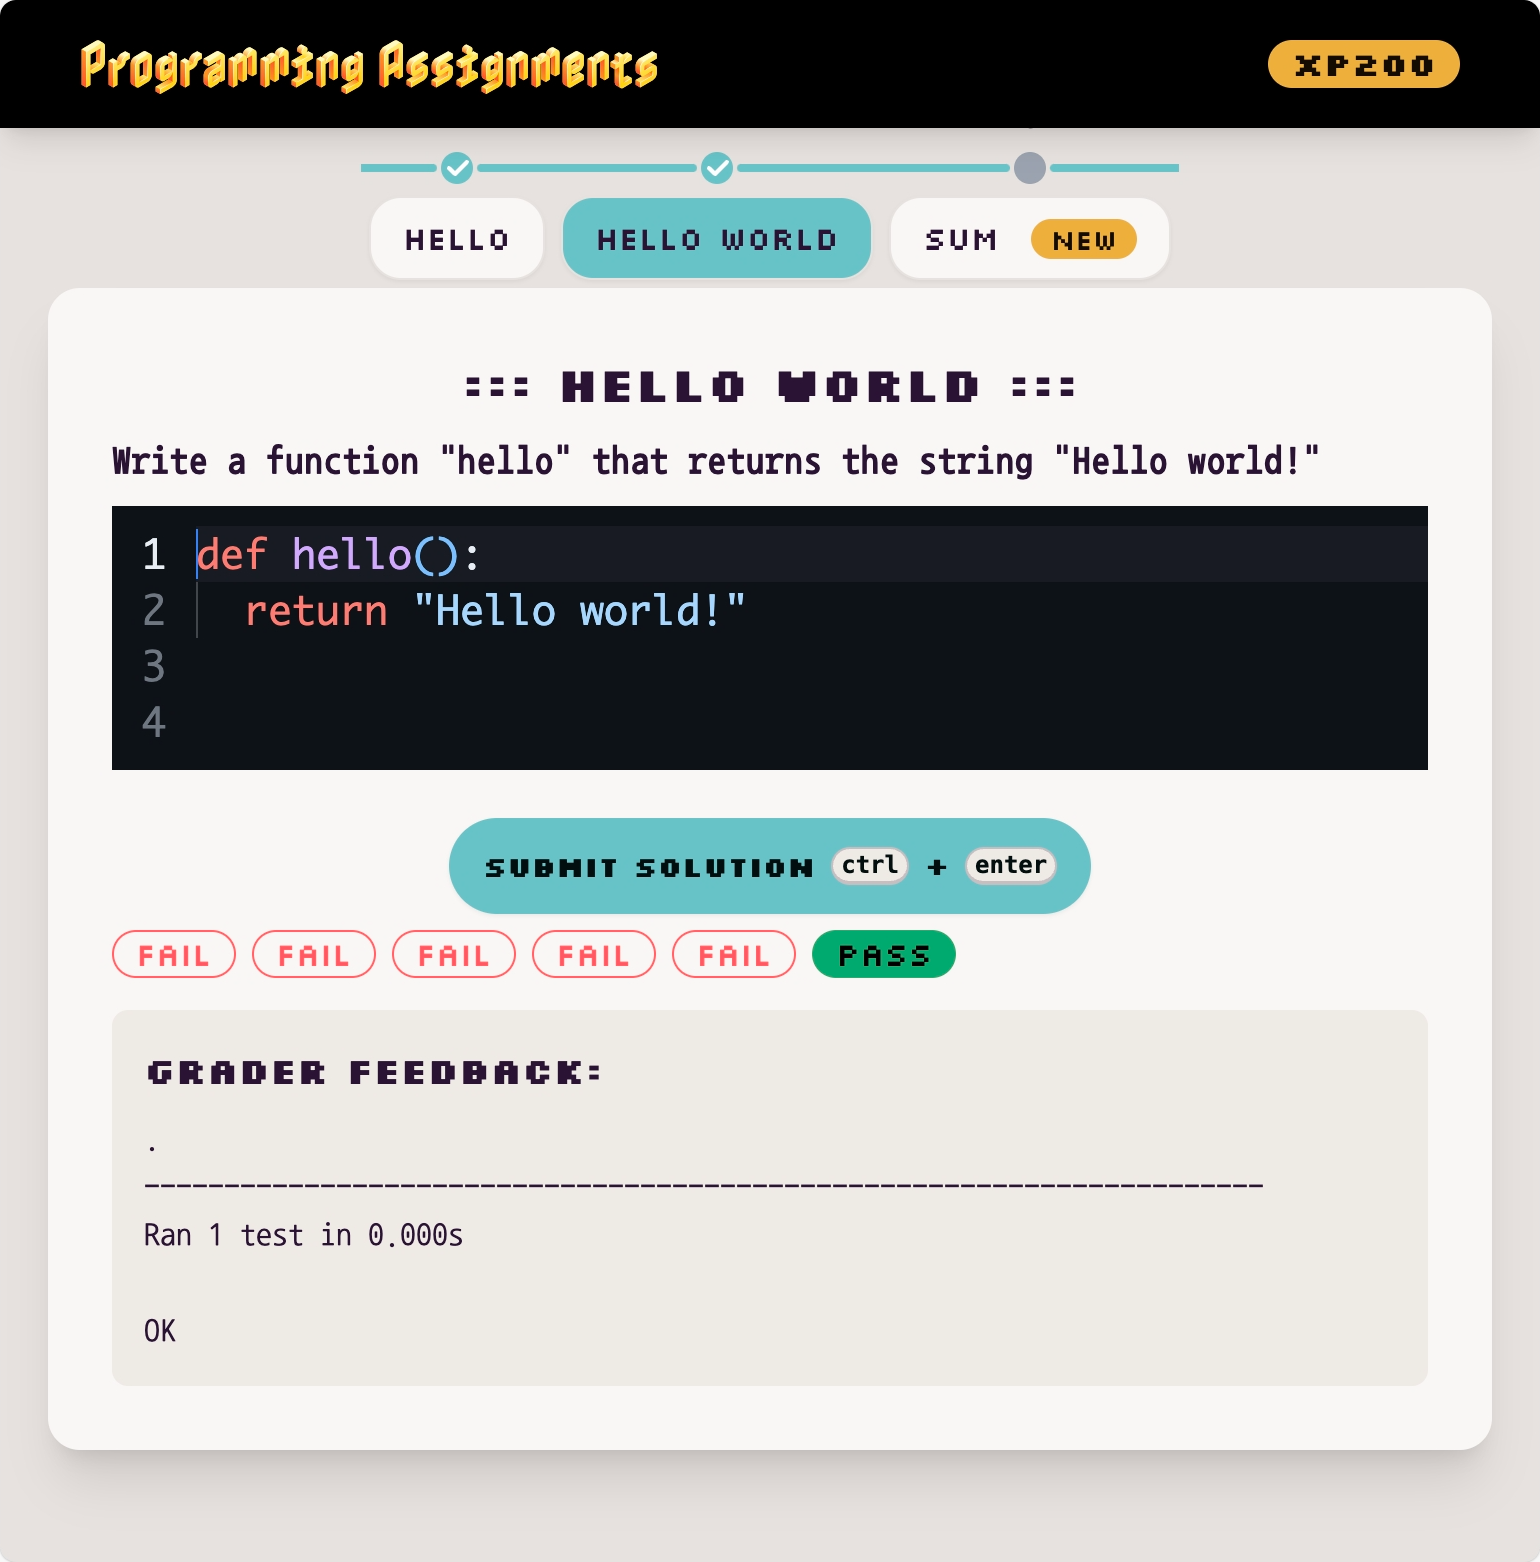 Programming Assignments
XP200
HELLO
HELLO WORLD
SUM NEW
::: HELLO WORLD :::
Write a function "hello" that returns the string "Hello world!"
1 def hello():
2 return "Hello world!"
3
4
SUBMIT SOLUTION ctrl + enter
FAIL FAIL FAIL FAIL FAIL PASS
GRADER FEEDBACK:
.
----------------------------------------------------------------------
Ran 1 test in 0.000s
OK